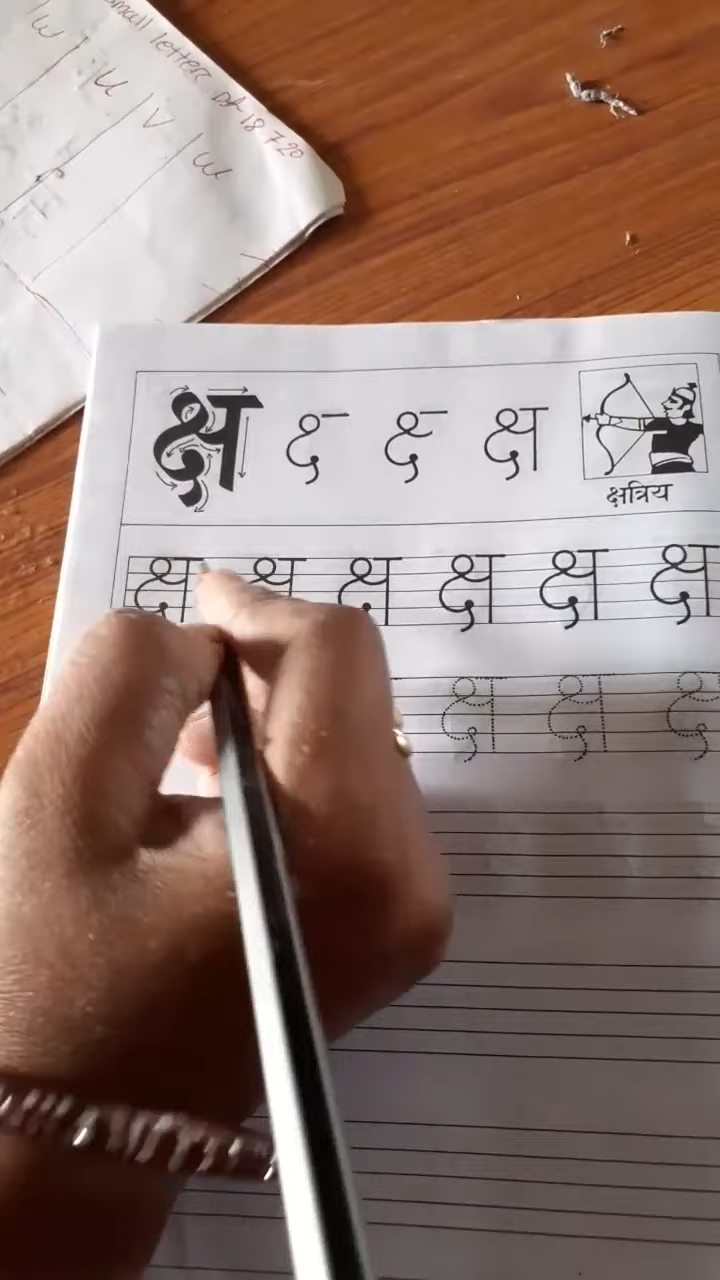 small letter Dt 18 7 20
w u v w
क्ष क्ष
क्षत्रिय
क्ष क्ष क्ष क्ष क्ष क्ष
क्ष क्ष क्ष